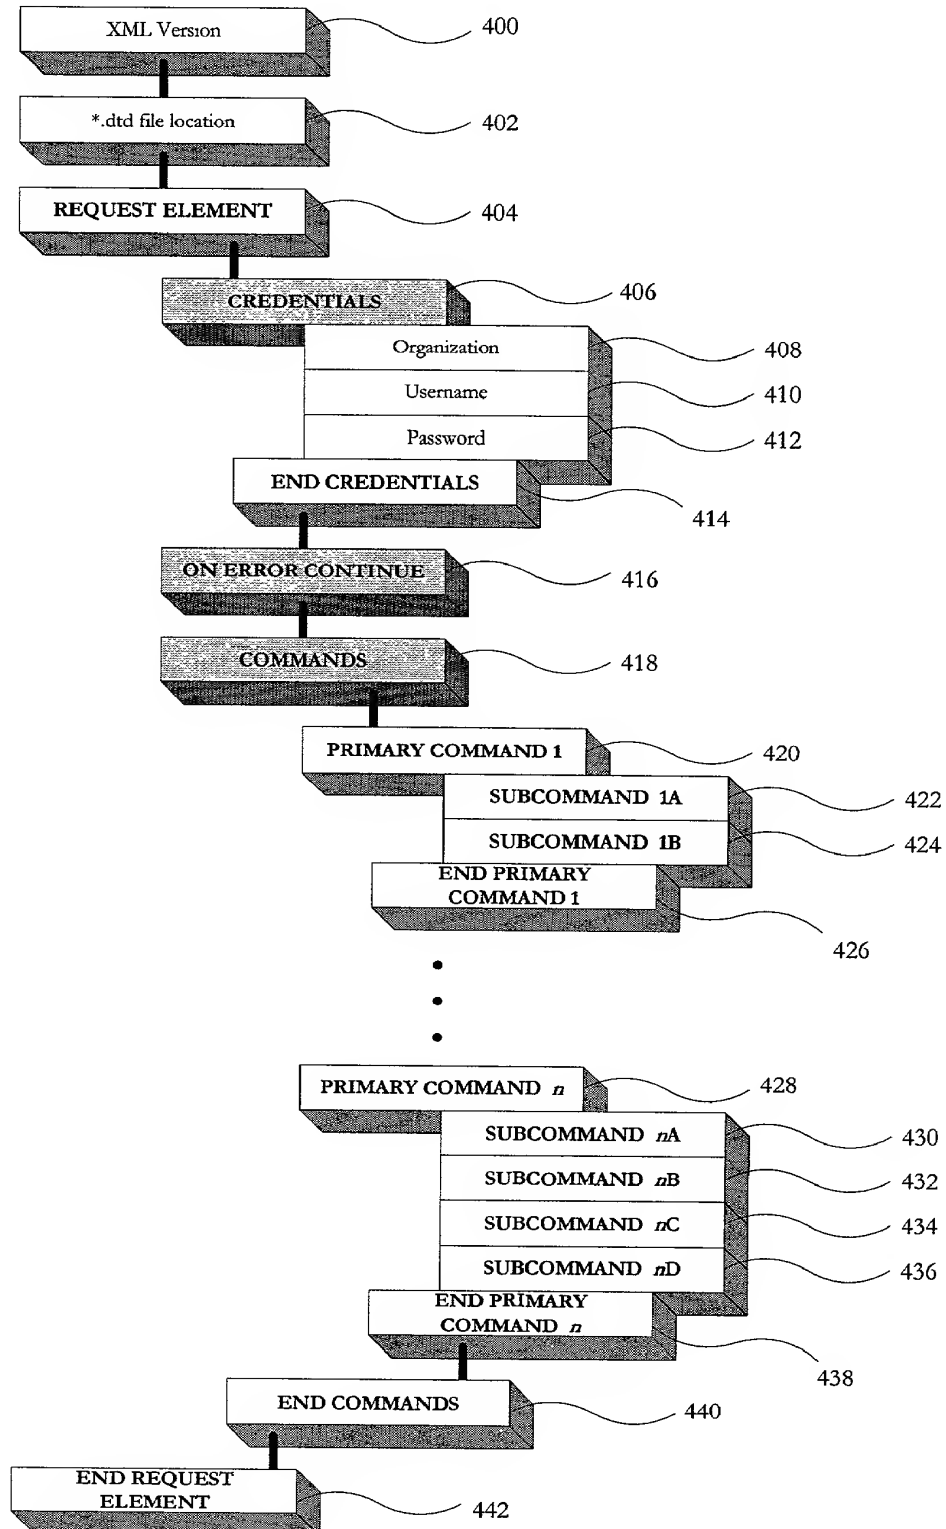 XML Version
400
*.dtd file location
402
REQUEST ELEMENT
404
CREDENTIALS
406
Organization
408
Username
410
Password
412
END CREDENTIALS
414
ON ERROR CONTINUE
416
COMMANDS
418
PRIMARY COMMAND 1
420
SUBCOMMAND 1A
422
SUBCOMMAND 1B
424
END PRIMARY
COMMAND 1
426
PRIMARY COMMAND n
428
SUBCOMMAND nA
430
SUBCOMMAND nB
432
SUBCOMMAND nC
434
SUBCOMMAND nD
436
END PRIMARY
COMMAND n
438
END COMMANDS
440
END REQUEST
ELEMENT
442